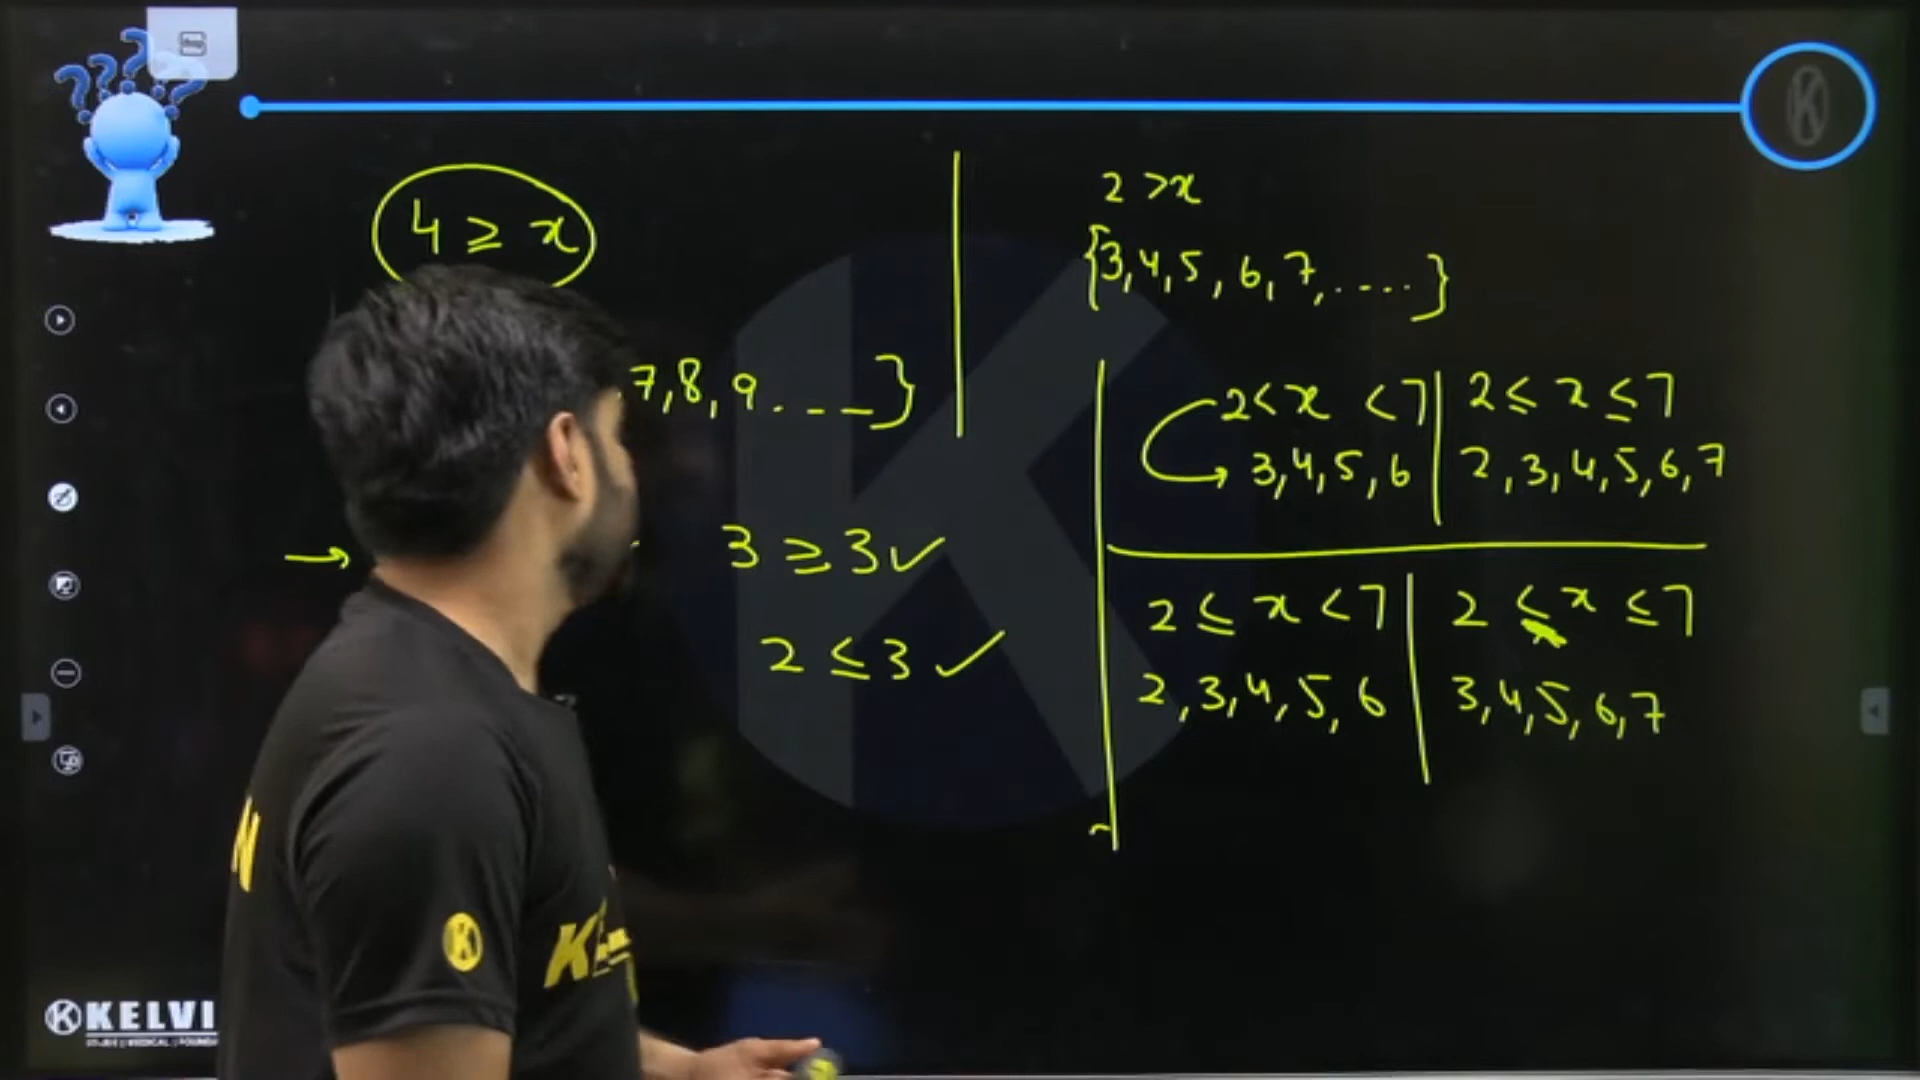 4 ≥ x
7, 8, 9 . - - - }
3 ≥ 3 ✓
2 ≤ 3 ✓
2 > x
{3, 4, 5, 6, 7, ..... }
2 < x < 7
3, 4, 5, 6
2 ≤ x ≤ 7
2, 3, 4, 5, 6, 7
2 ≤ x < 7
2, 3, 4, 5, 6
2 ≤ x ≤ 7
3, 4, 5, 6, 7
KELVI